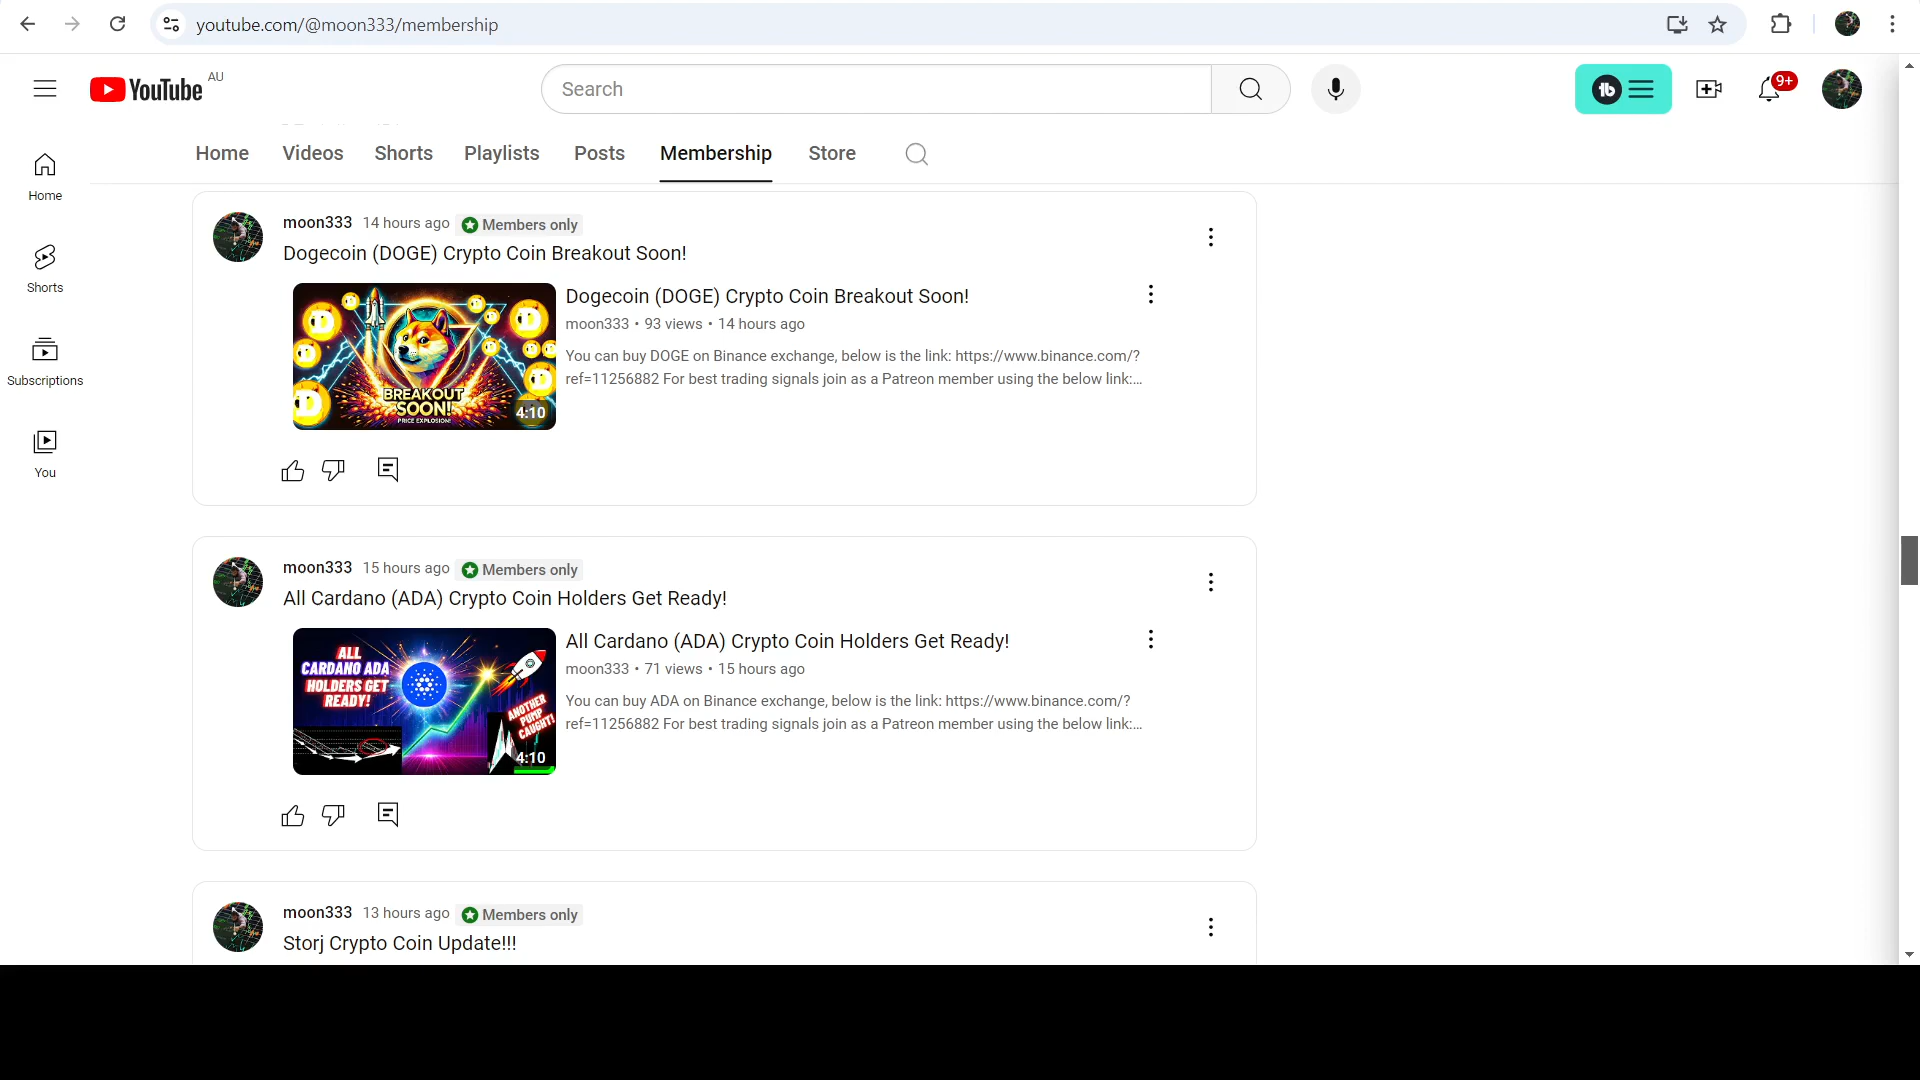 youtube.com/@moon333/membership
YouTube AU
Search
9+
Home Videos Shorts Playlists Posts Membership Store
Home
Shorts
Subscriptions
You
moon333 14 hours ago Members only
Dogecoin (DOGE) Crypto Coin Breakout Soon!
BREAKOUT
SOON!
PRICE EXPLOSION!
4:10
Dogecoin (DOGE) Crypto Coin Breakout Soon!
moon333 • 93 views • 14 hours ago
You can buy DOGE on Binance exchange, below is the link: https://www.binance.com/?
ref=11256882 For best trading signals join as a Patreon member using the below link:...
moon333 15 hours ago Members only
All Cardano (ADA) Crypto Coin Holders Get Ready!
ALL
CARDANO ADA
HOLDERS GET
READY!
ANOTHER
PUMP
CAUGHT!
4:10
All Cardano (ADA) Crypto Coin Holders Get Ready!
moon333 • 71 views • 15 hours ago
You can buy ADA on Binance exchange, below is the link: https://www.binance.com/?
ref=11256882 For best trading signals join as a Patreon member using the below link:...
moon333 13 hours ago Members only
Storj Crypto Coin Update!!!